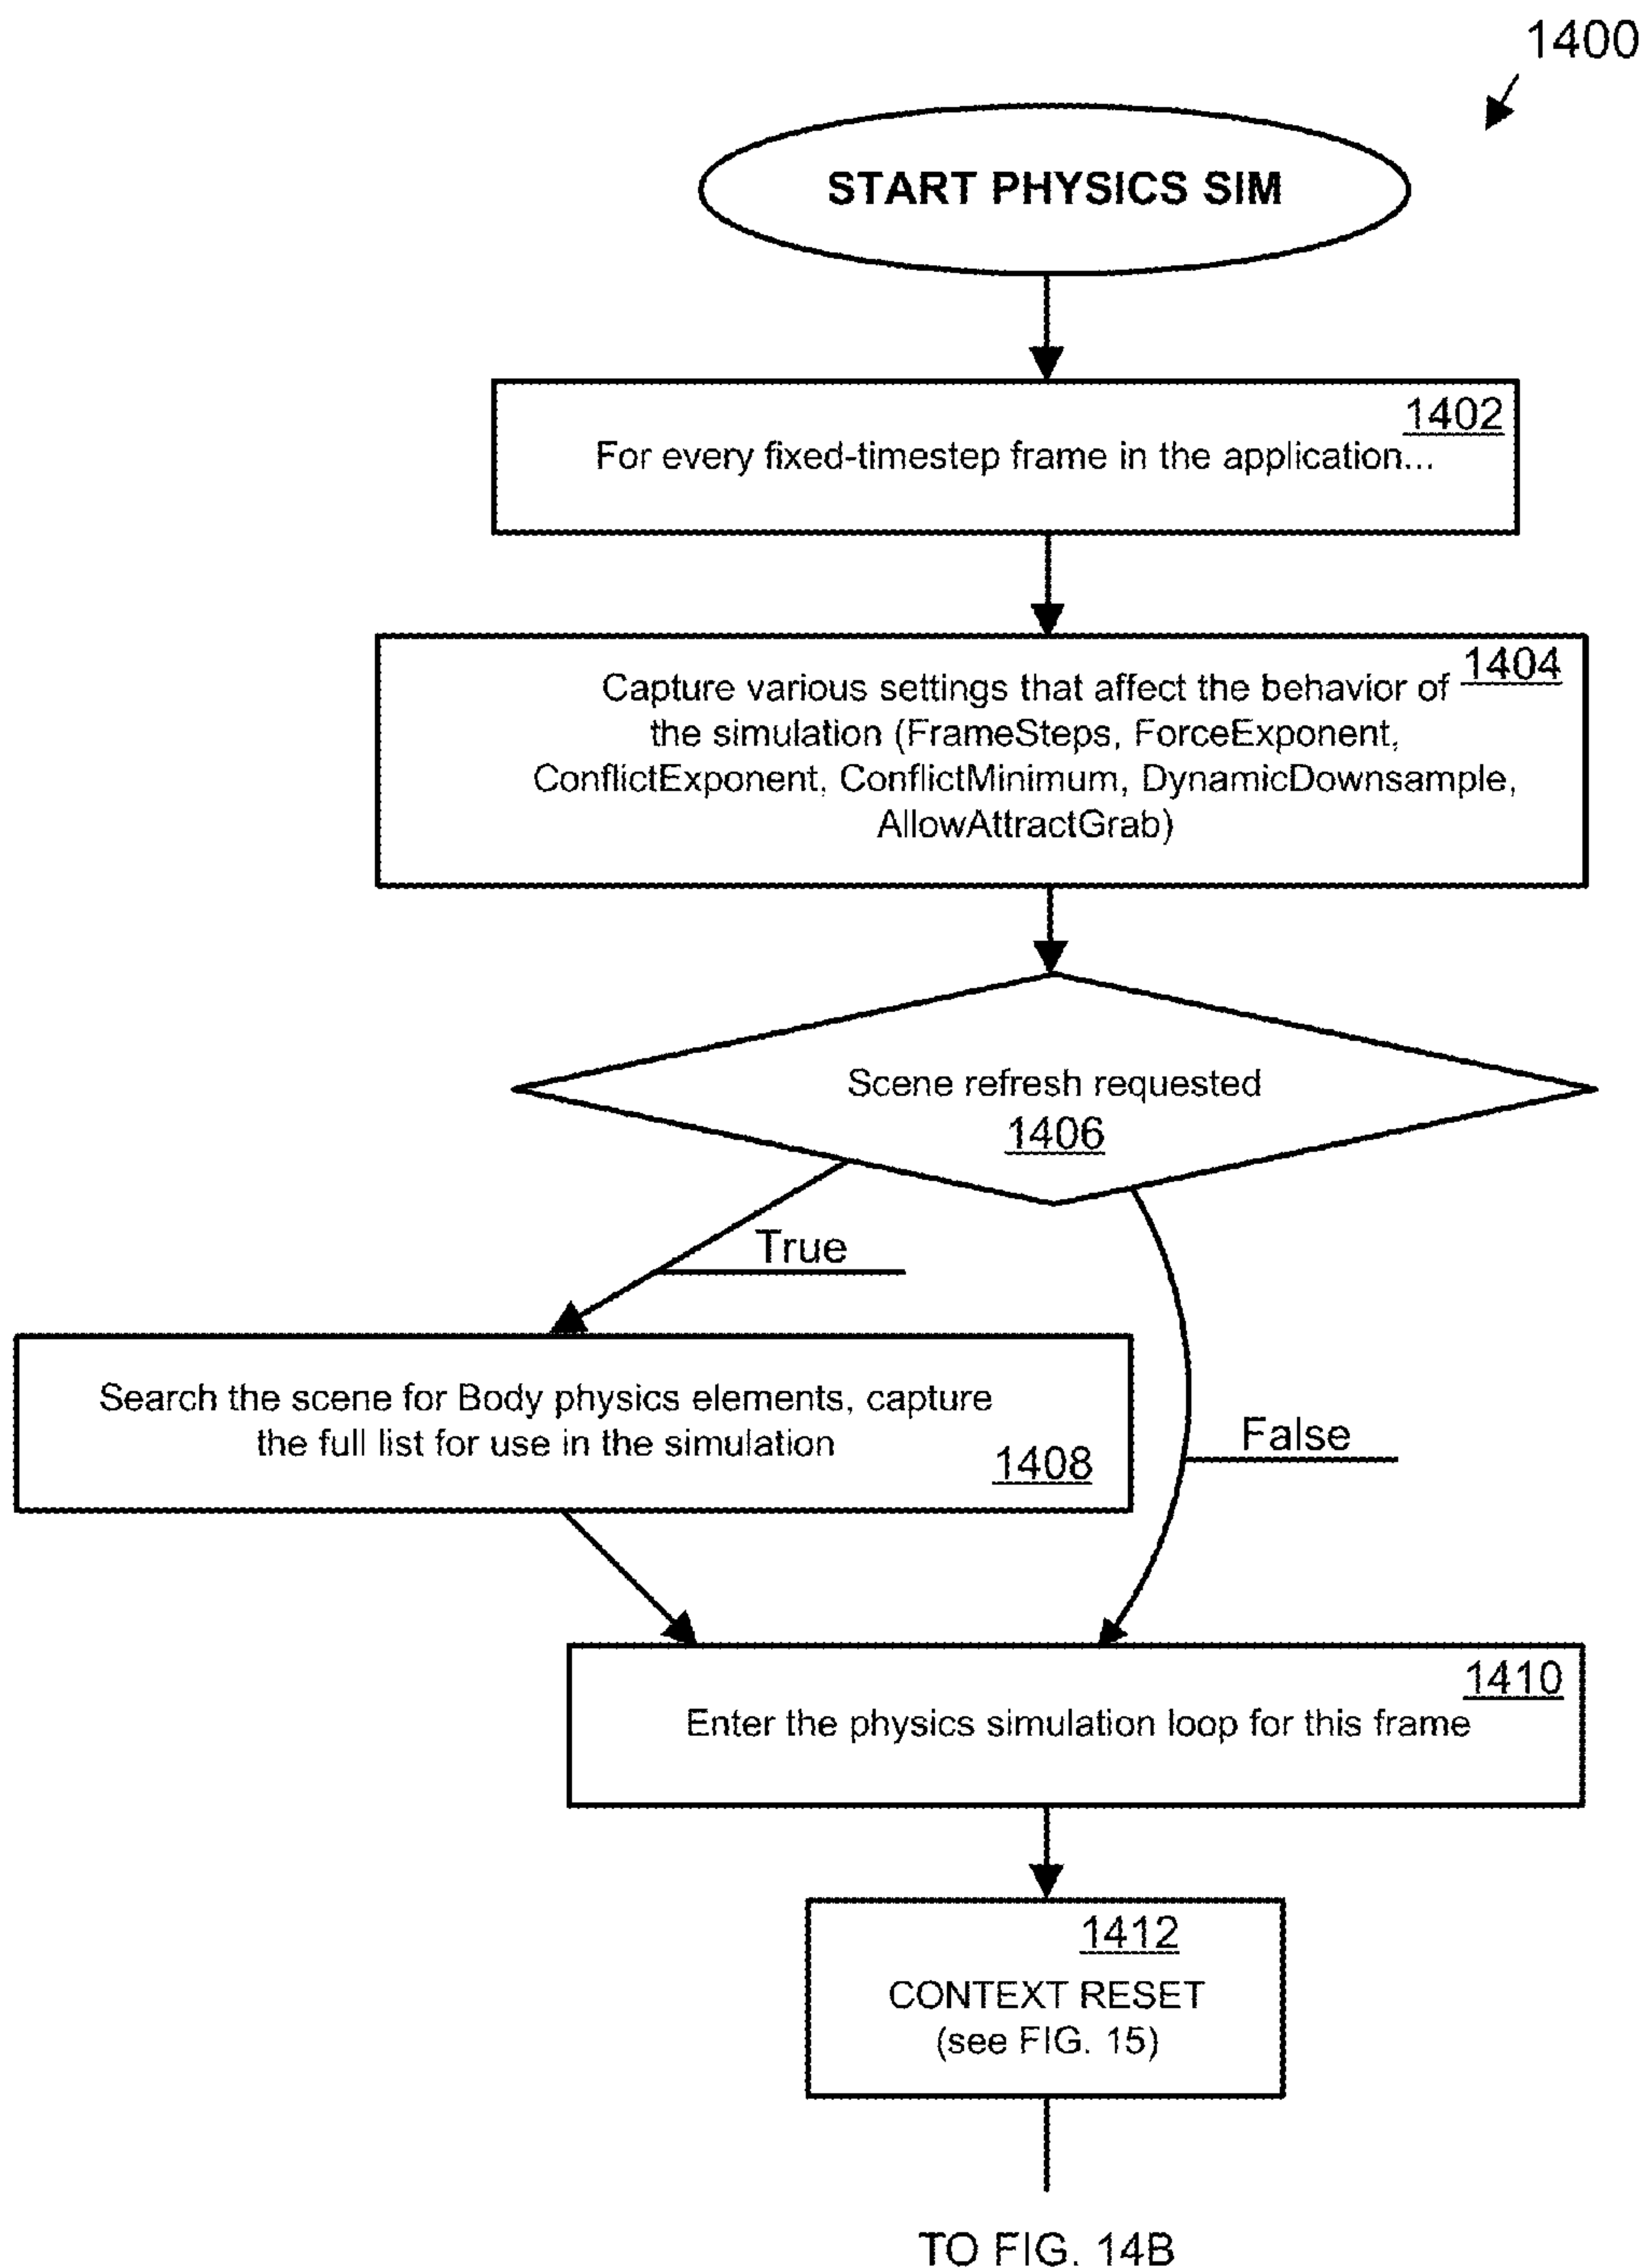 1400
START PHYSICS SIM
1402
For every fixed-timestep frame in the application...
1404
Capture various settings that affect the behavior of
the simulation (FrameSteps, ForceExponent,
ConflictExponent, ConflictMinimum, DynamicDownsample,
AllowAttractGrab)
Scene refresh requested
1406
True
Search the scene for Body physics elements, capture
the full list for use in the simulation
1408
False
1410
Enter the physics simulation loop for this frame
1412
CONTEXT RESET
(see FIG. 15)
TO FIG. 14B